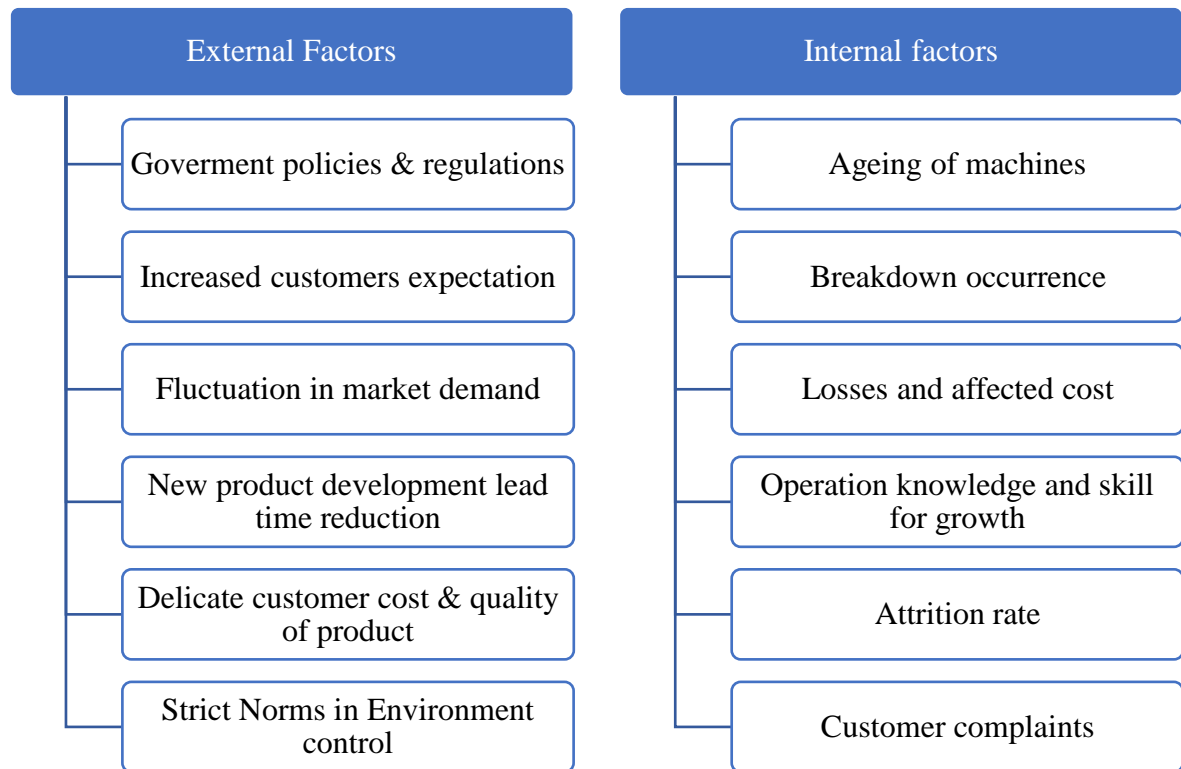 External Factors
Goverment policies & regulations
Increased customers expectation
Fluctuation in market demand
New product development lead
time reduction
Delicate customer cost & quality
of product
Strict Norms in Environment
control
Internal factors
Ageing of machines
Breakdown occurrence
Losses and affected cost
Operation knowledge and skill
for growth
Attrition rate
Customer complaints